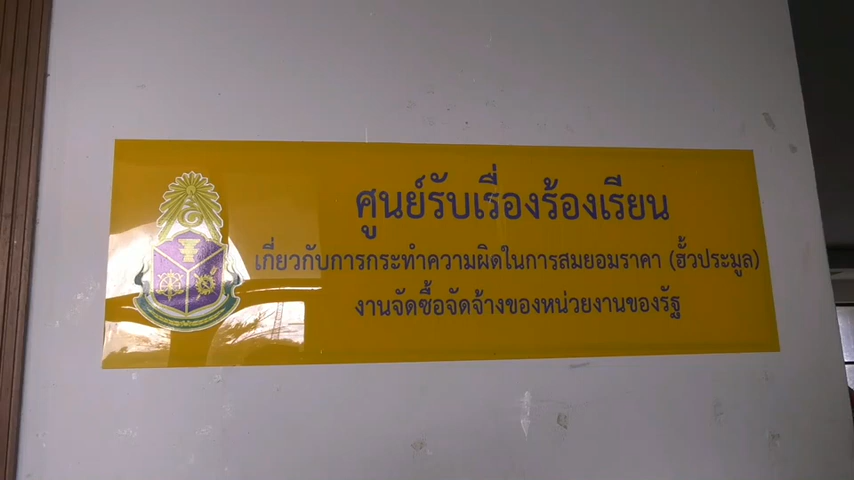 ศูนย์รับเรื่องร้องเรียน
เกี่ยวกับการกระทำความผิดในการสมยอมราคา (ฮั้วประมูล)
งานจัดซื้อจัดจ้างของหน่วยงานของรัฐ